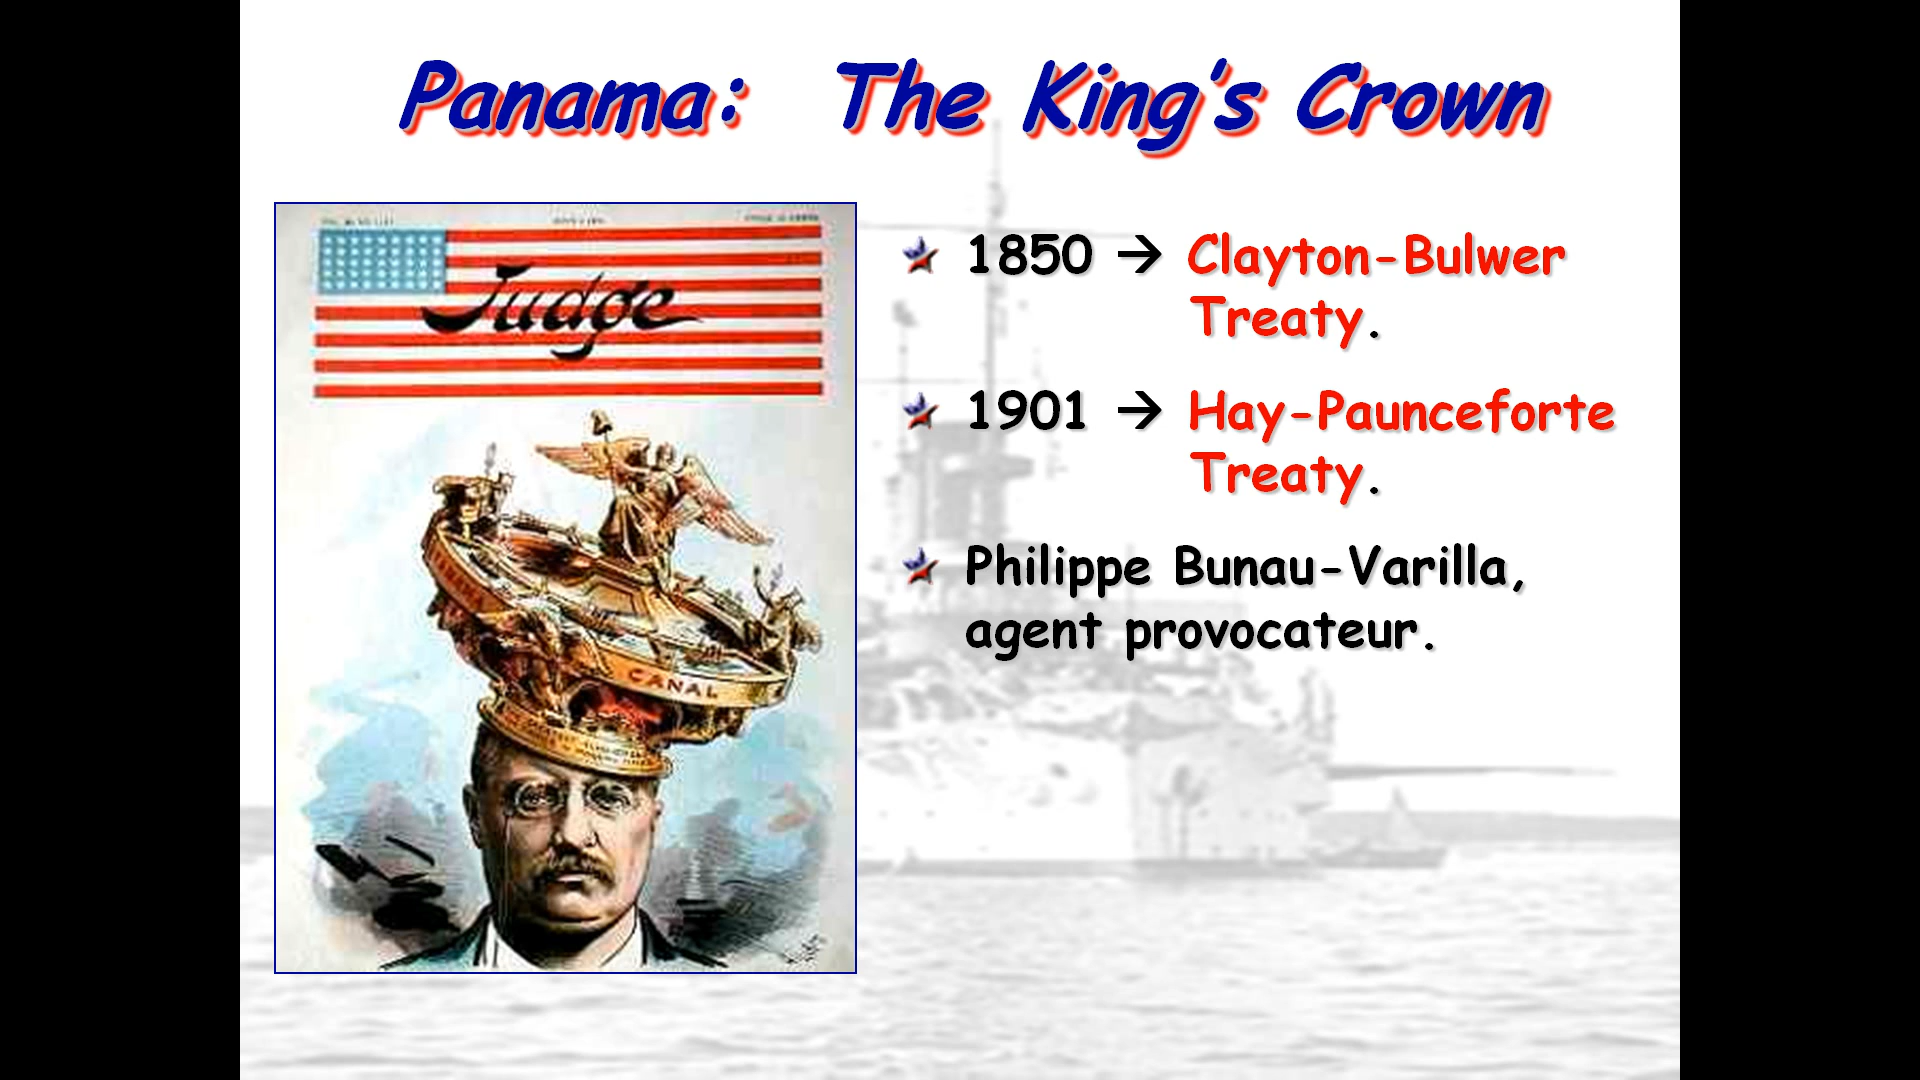 Panama: The King's Crown
Judge
CANAL
1850 → Clayton-Bulwer
Treaty.
1901 → Hay-Paunceforte
Treaty.
Philippe Bunau-Varilla,
agent provocateur.